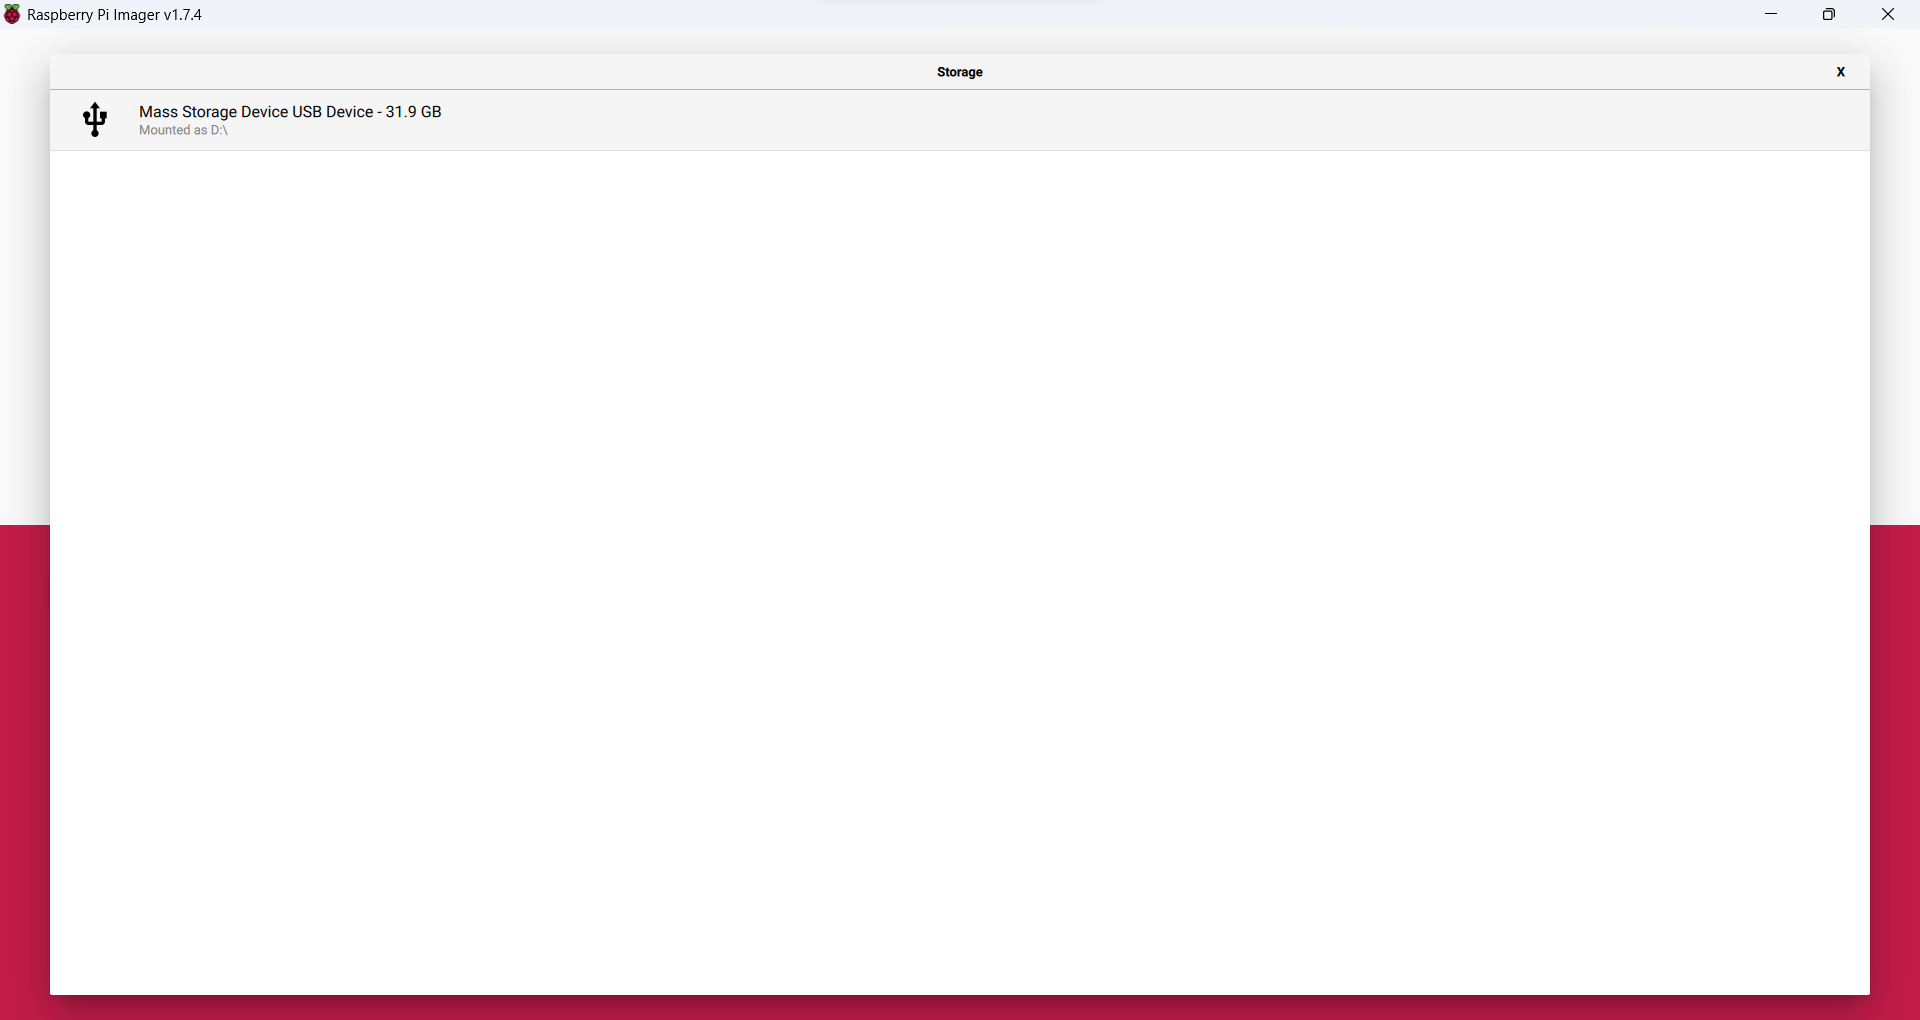 Raspberry Pi Imager v1.7.4
Storage
X
Mass Storage Device USB Device - 31.9 GB
Mounted as D:\